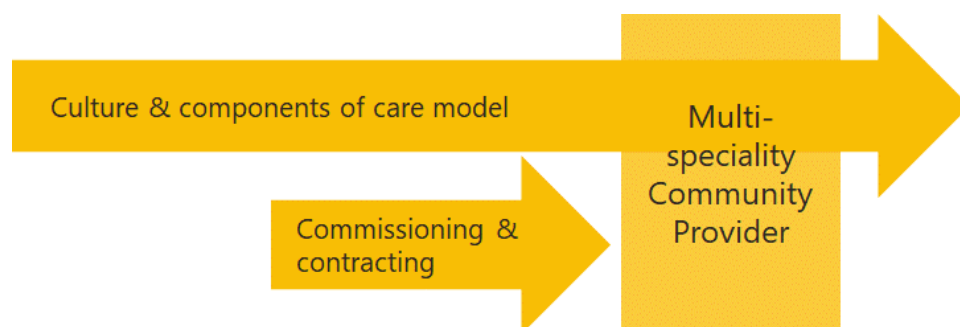 Culture & components of care model
Multi-
speciality
Community
Provider
Commissioning &
contracting